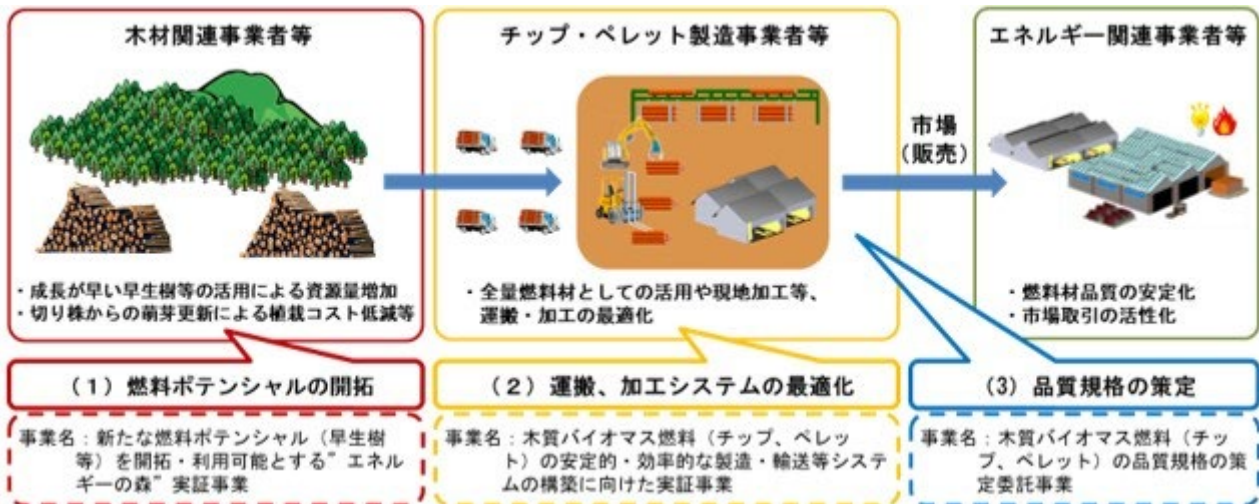 木材関連事業者等
・成長が早い早生樹等の活用による資源量増加
・切り株からの萌芽更新による植栽コスト低減等
チップ・ペレット製造事業者等
・全量燃料材としての活用や現地加工等、
運搬・加工の最適化
市場
(販売)
エネルギー関連事業者等
・燃料材品質の安定化
・市場取引の活性化
（1）燃料ポテンシャルの開拓
事業名：新たな燃料ポテンシャル（早生樹
等）を開拓・利用可能とする”エネル
ギーの森”実証事業
（2）運搬、加工システムの最適化
事業名：木質バイオマス燃料（チップ、ペレッ
ト）の安定的・効率的な製造・輸送等システ
ムの構築に向けた実証事業
（3）品質規格の策定
事業名：木質バイオマス燃料（チッ
プ、ペレット）の品質規格の策
定委託事業